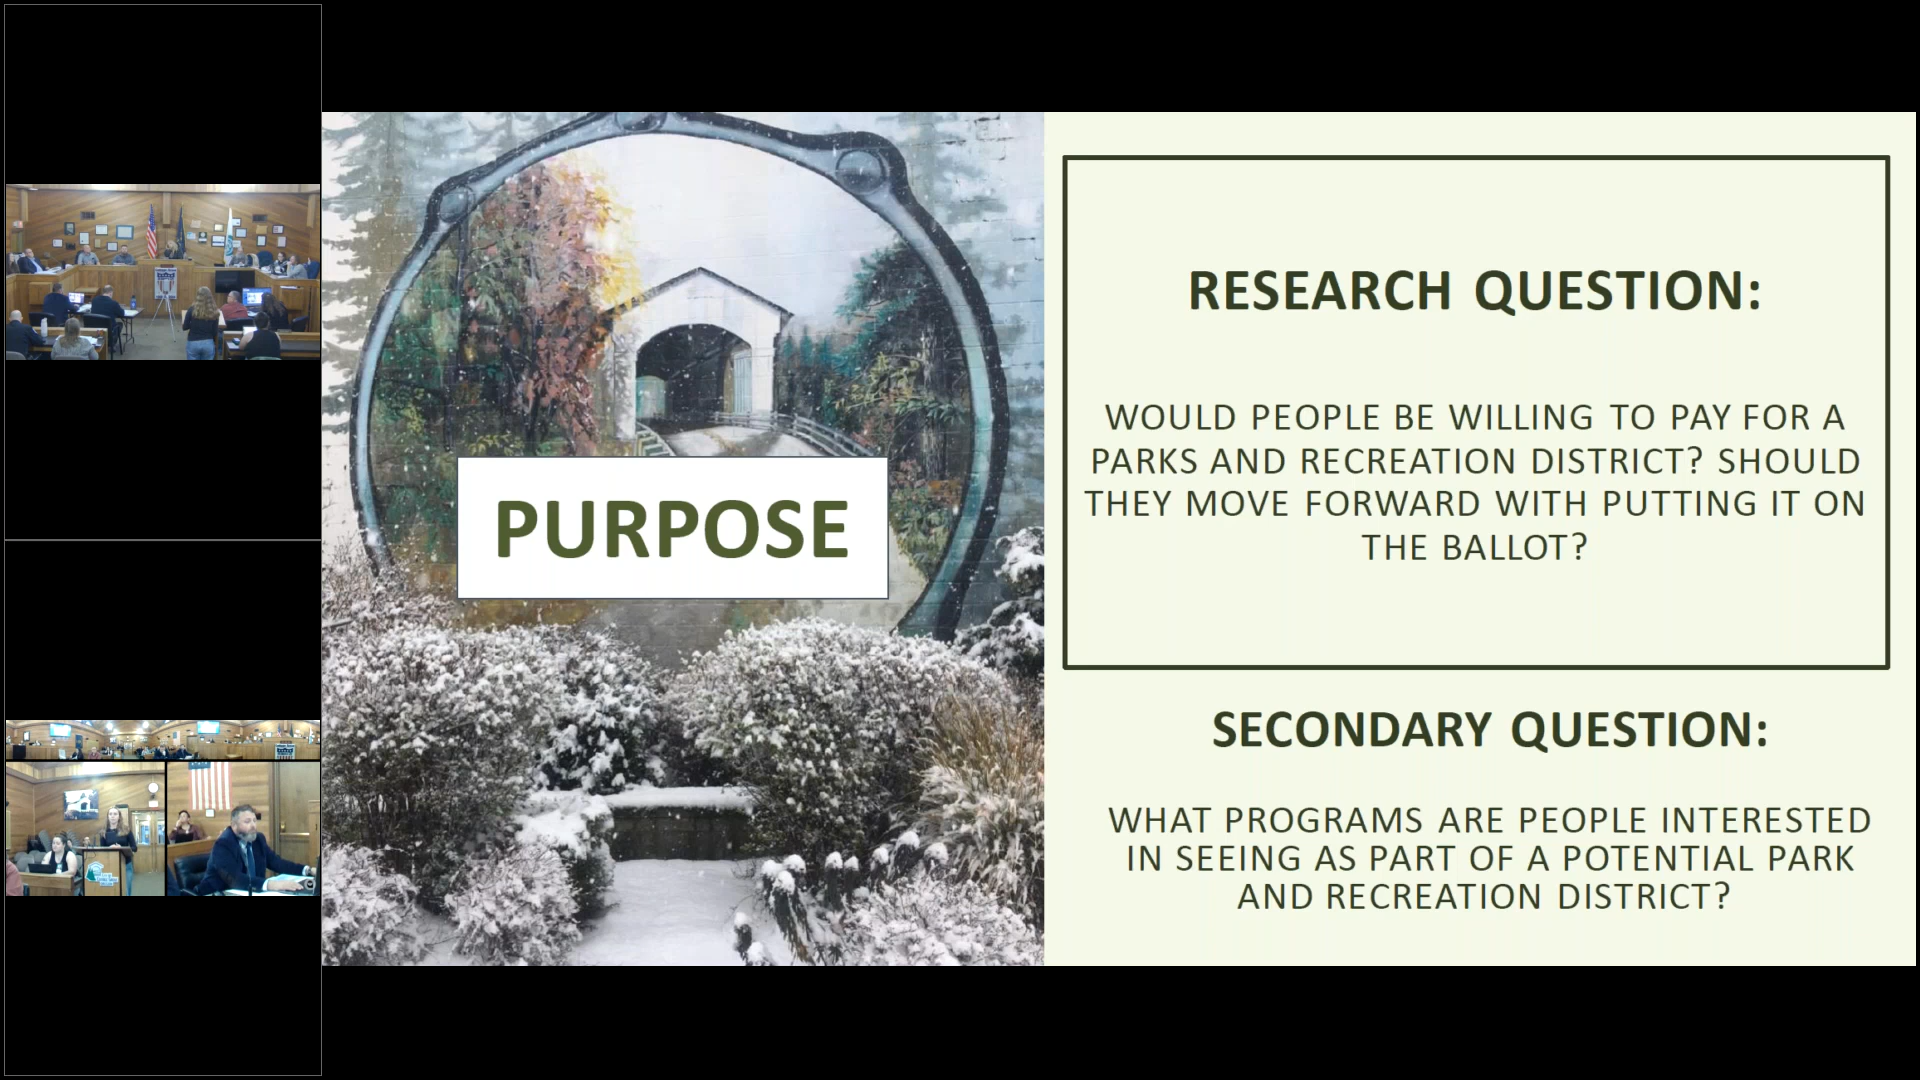 PURPOSE
RESEARCH QUESTION:
WOULD PEOPLE BE WILLING TO PAY FOR A
PARKS AND RECREATION DISTRICT? SHOULD
THEY MOVE FORWARD WITH PUTTING IT ON
THE BALLOT?
SECONDARY QUESTION:
WHAT PROGRAMS ARE PEOPLE INTERESTED
IN SEEING AS PART OF A POTENTIAL PARK
AND RECREATION DISTRICT?